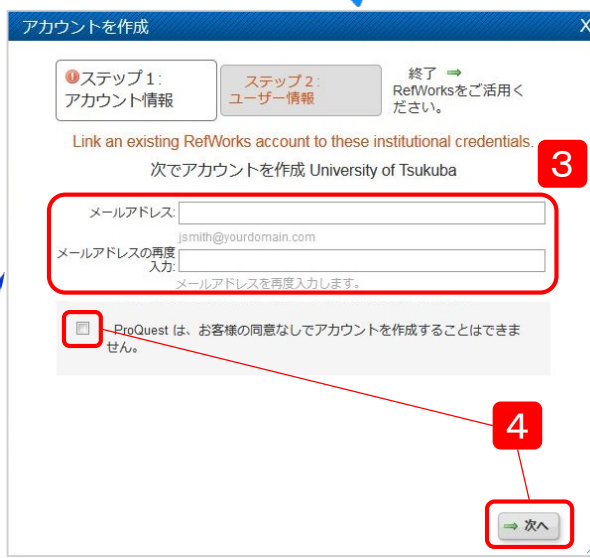 アカウントを作成 X
ステップ1:
アカウント情報
ステップ2:
ユーザー情報
終了 ⇒
RefWorksをご活用く
ださい。
Link an existing RefWorks account to these institutional credentials.
次でアカウントを作成 University of Tsukuba
3
メールアドレス:
jsmith@yourdomain.com
メールアドレスの再度
入力:
メールアドレスを再度入力します。
ProQuest は、お客様の同意なしでアカウントを作成することはできま
せん。
4
⇒ 次へ